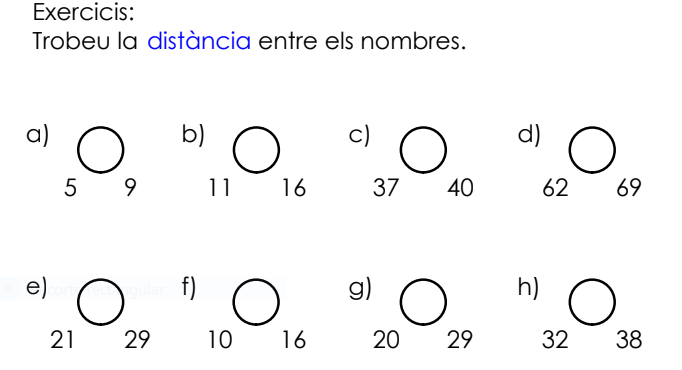 Exercicis:
Trobeu la distància entre els nombres.
a) b) c) d)
5 9 11 16 37 40 62 69
e) f) g) h)
21 29 10 16 20 29 32 38